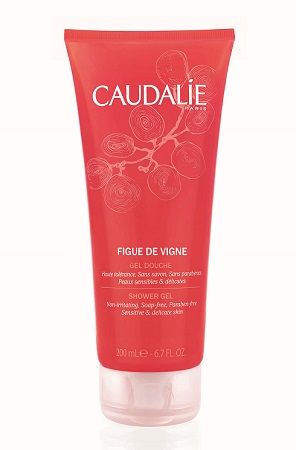 CAUDALÍE
PARIS
FIGUE DE VIGNE
GEL DOUCHE
Haute tolérance, Sans savon, Sans parabènes
Peaux sensibles & délicates
SHOWER GEL
Non-irritating, Soap-free, Paraben free
Sensitive & delicate skin
200 mL ℮ - 6.7 FL. OZ.